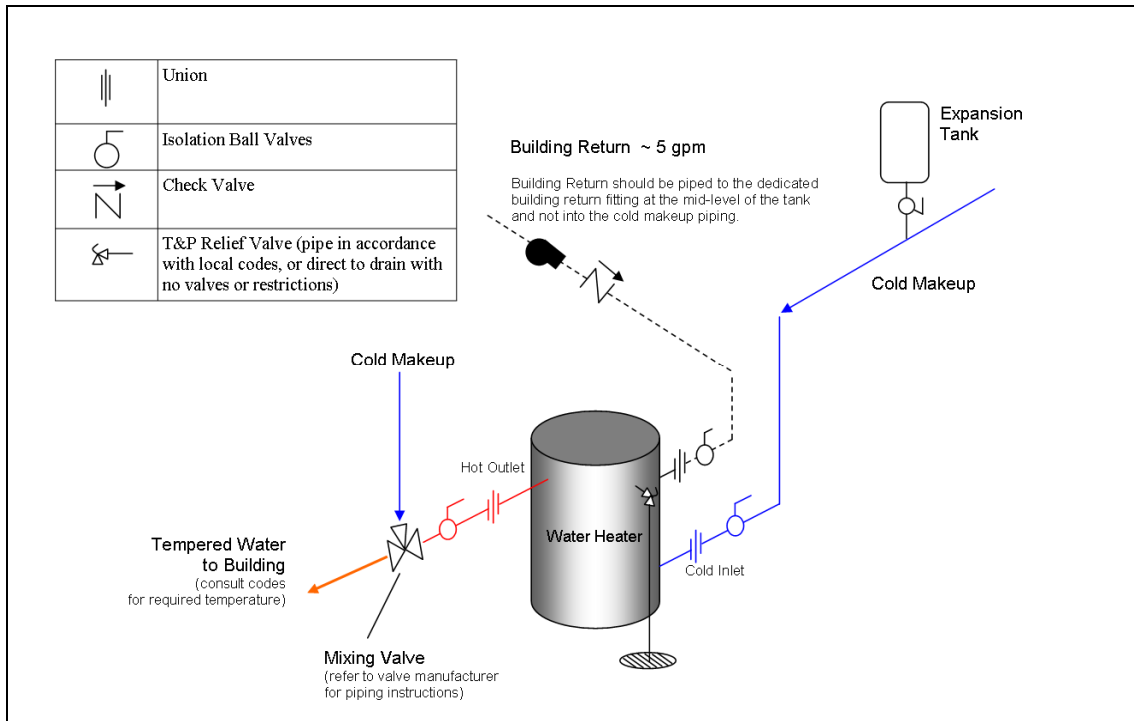 Union
Isolation Ball Valves
Check Valve
T&P Relief Valve (pipe in accordance
with local codes, or direct to drain with
no valves or restrictions)
Building Return ~ 5 gpm
Building Return should be piped to the dedicated
building return fitting at the mid-level of the tank
and not into the cold makeup piping.
Expansion
Tank
Cold Makeup
Cold Makeup
Hot Outlet
Water Heater
Cold Inlet
Tempered Water
to Building
(consult codes
for required temperature)
Mixing Valve
(refer to valve manufacturer
for piping instructions)